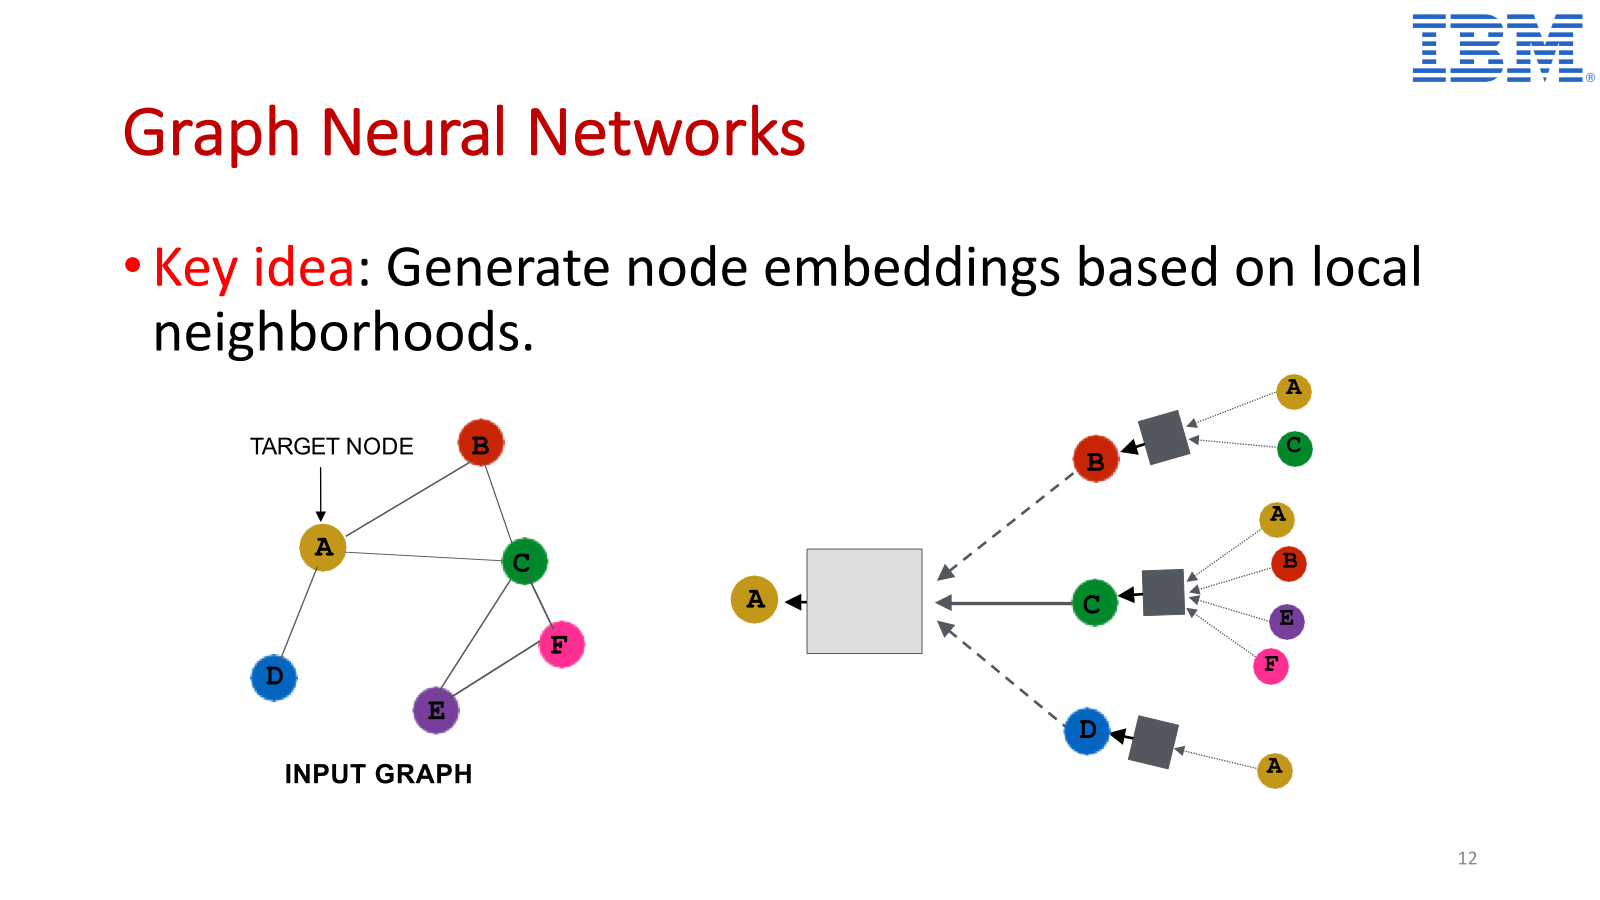 IBM®
Graph Neural Networks
• Key idea: Generate node embeddings based on local
neighborhoods.
TARGET NODE
B
A
C
D
F
E
INPUT GRAPH
A
B
C
D
A
C
A
B
E
F
A
12